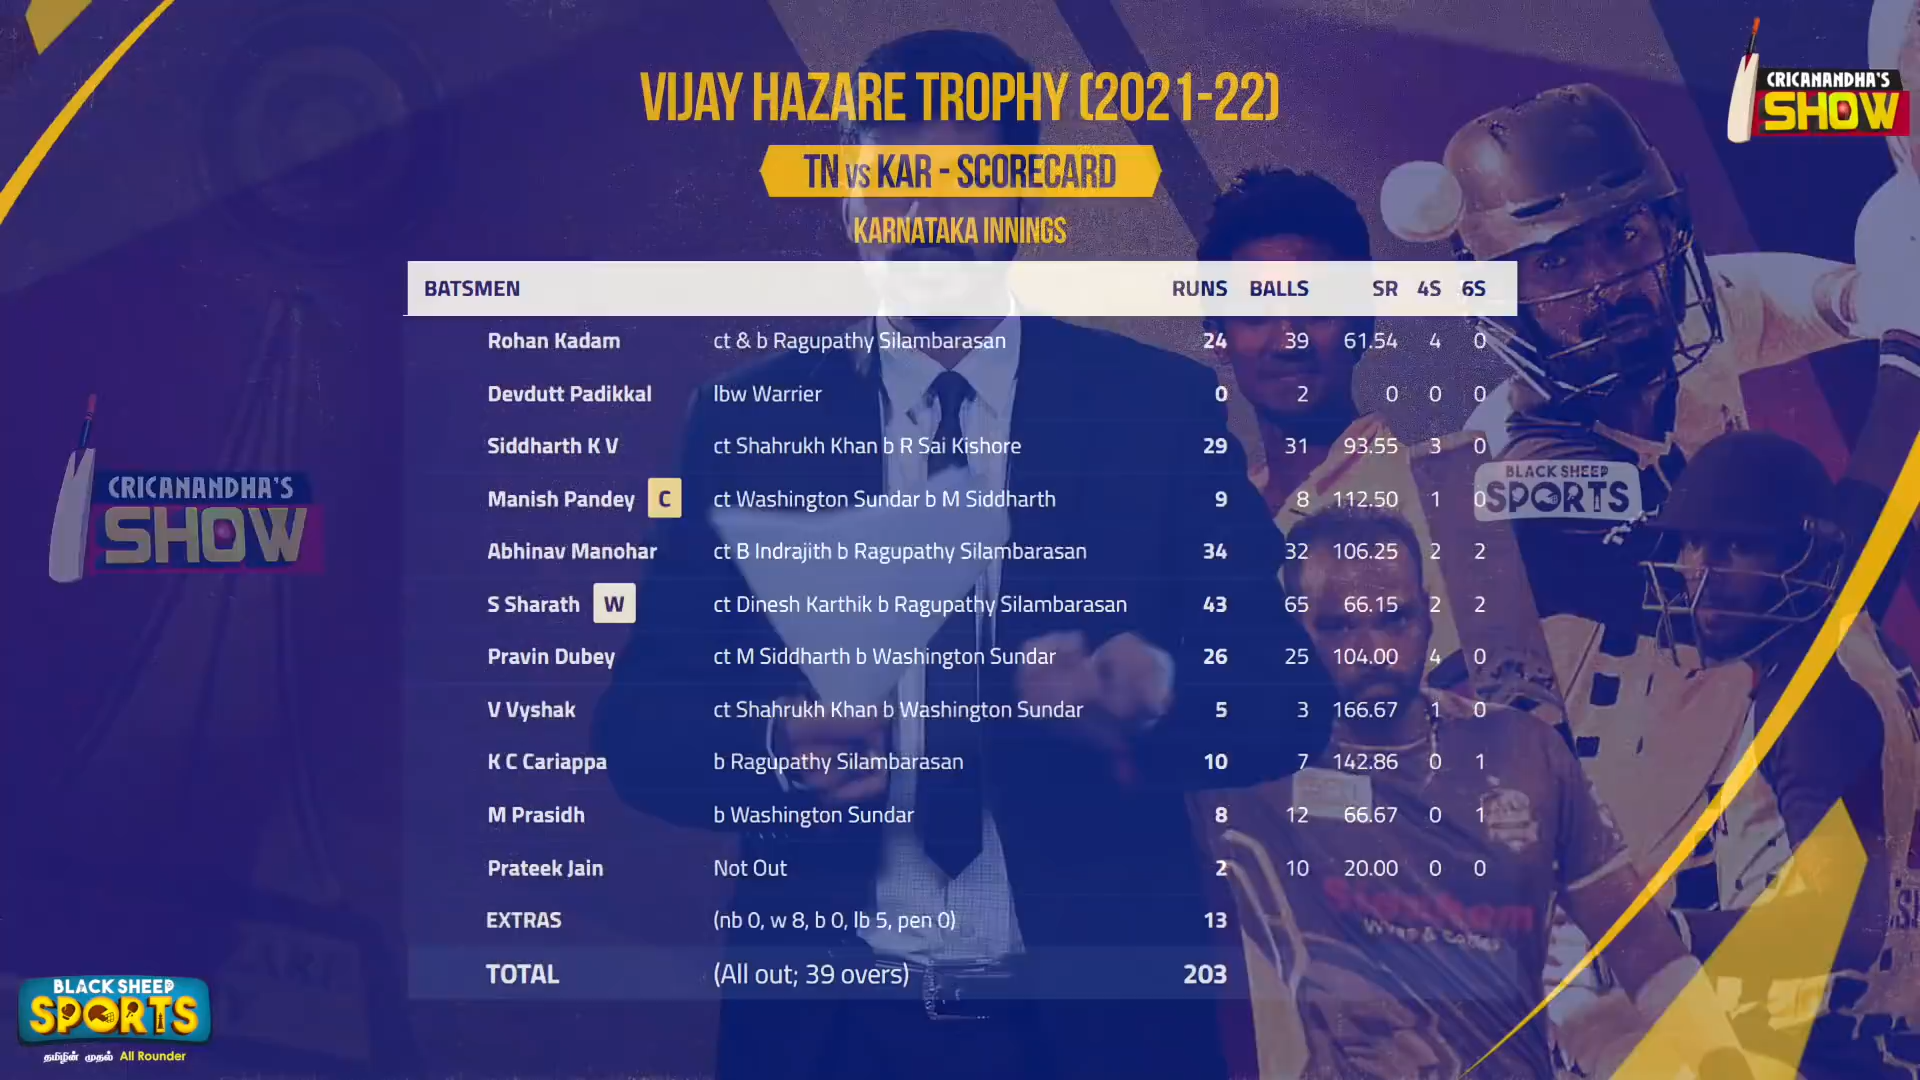 VIJAY HAZARE TROPHY (2021-22)
CRICANANDHA'S
SHOW
TN VS KAR - SCORECARD
KARNATAKA INNINGS
BATSMEN RUNS BALLS SR 4S 6S
Rohan Kadam ct & b Ragupathy Silambarasan 24 39 61.54 4 0
Devdutt Padikkal lbw Warrier 0 2 0 0 0
Siddharth K V ct Shahrukh Khan b R Sai Kishore 29 31 93.55 3 0
Manish Pandey C ct Washington Sundar b M Siddharth 9 8 112.50 1 0
CRICANANDHA'S
SHOW
BLACK SHEEP
SPORTS
Abhinav Manohar ct B Indrajith b Ragupathy Silambarasan 34 32 106.25 2 2
S Sharath W ct Dinesh Karthik b Ragupathy Silambarasan 43 65 66.15 2 2
Pravin Dubey ct M Siddharth b Washington Sundar 26 25 104.00 4 0
V Vyshak ct Shahrukh Khan b Washington Sundar 5 3 166.67 1 0
K C Cariappa b Ragupathy Silambarasan 10 7 142.86 0 1
M Prasidh b Washington Sundar 8 12 66.67 0 1
Prateek Jain Not Out 2 10 20.00 0 0
EXTRAS (nb 0, w 8, b 0, lb 5, pen 0) 13
TOTAL (All out; 39 overs) 203
BLACK SHEEP
SPORTS
தமிழின் முதல் All Rounder